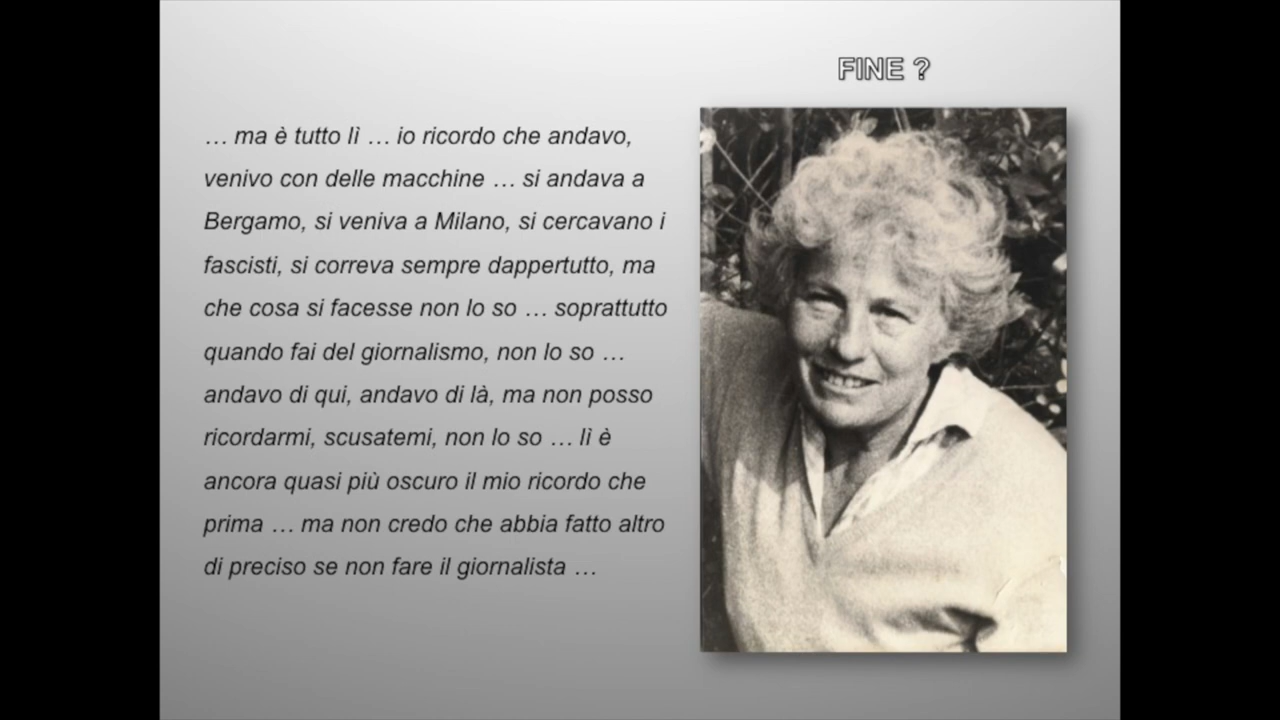 FINE ?
… ma è tutto lì … io ricordo che andavo,
venivo con delle macchine … si andava a
Bergamo, si veniva a Milano, si cercavano i
fascisti, si correva sempre dappertutto, ma
che cosa si facesse non lo so … soprattutto
quando fai del giornalismo, non lo so …
andavo di qui, andavo di là, ma non posso
ricordarmi, scusatemi, non lo so … lì è
ancora quasi più oscuro il mio ricordo che
prima … ma non credo che abbia fatto altro
di preciso se non fare il giornalista …